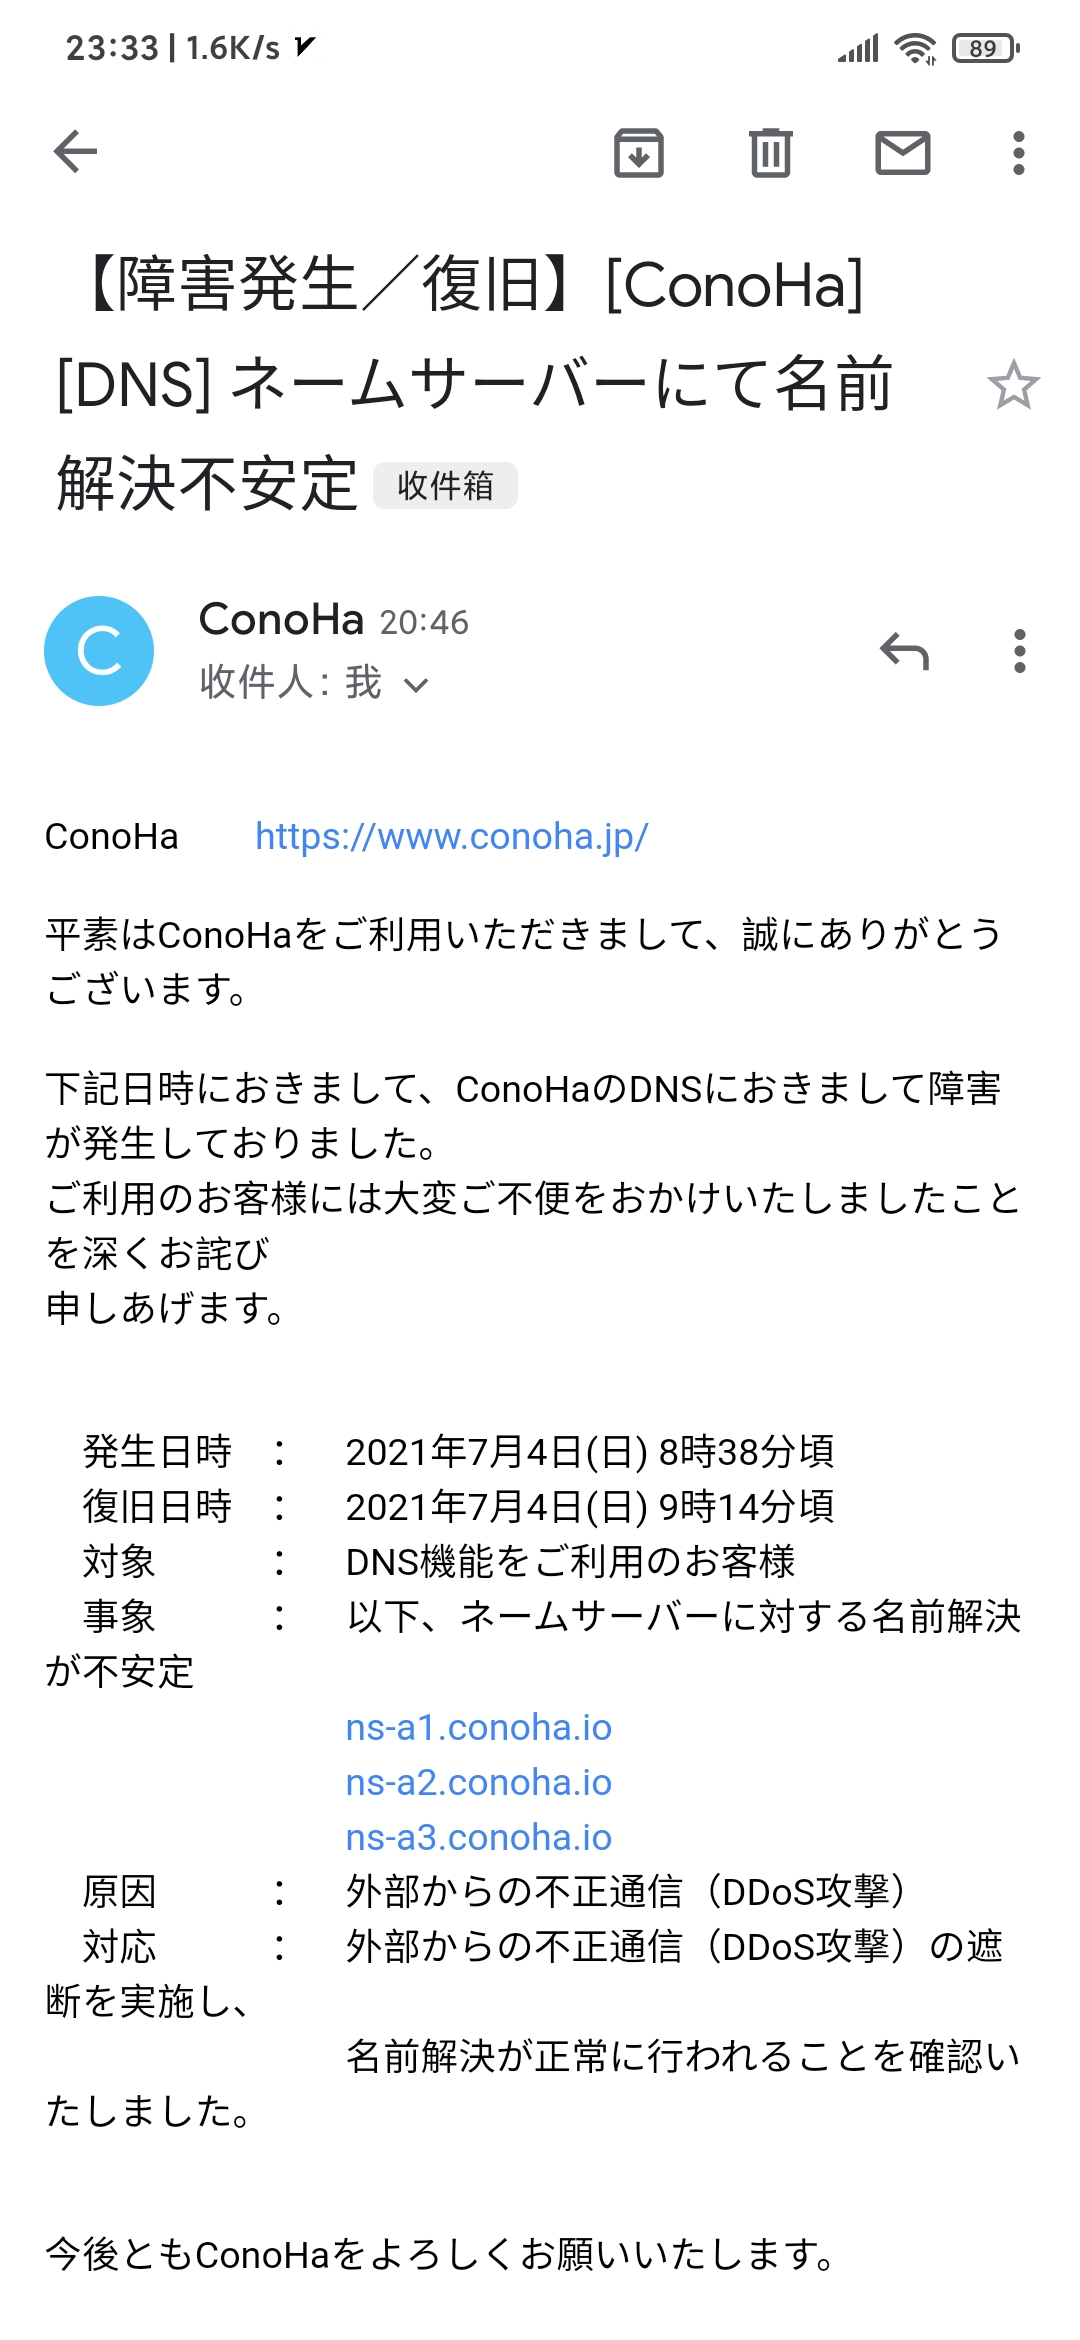 23:33 | 1.6K/s
89
【障害発生／復旧】[ConoHa]
[DNS] ネームサーバーにて名前
解決不安定 收件箱
C
ConoHa 20:46
收件人: 我
ConoHa　　https://www.conoha.jp/
平素はConoHaをご利用いただきまして、誠にありがとう
ございます。
下記日時におきまして、ConoHaのDNSにおきまして障害
が発生しておりました。
ご利用のお客様には大変ご不便をおかけいたしましたこと
を深くお詫び
申しあげます。
発生日時　：　2021年7月4日(日) 8時38分頃
復旧日時　：　2021年7月4日(日) 9時14分頃
対象　　　：　DNS機能をご利用のお客様
事象　　　：　以下、ネームサーバーに対する名前解決
が不安定
ns-a1.conoha.io
ns-a2.conoha.io
ns-a3.conoha.io
原因　　　：　外部からの不正通信（DDoS攻撃）
対応　　　：　外部からの不正通信（DDoS攻撃）の遮
断を実施し、
名前解決が正常に行われることを確認い
たしました。
今後ともConoHaをよろしくお願いいたします。